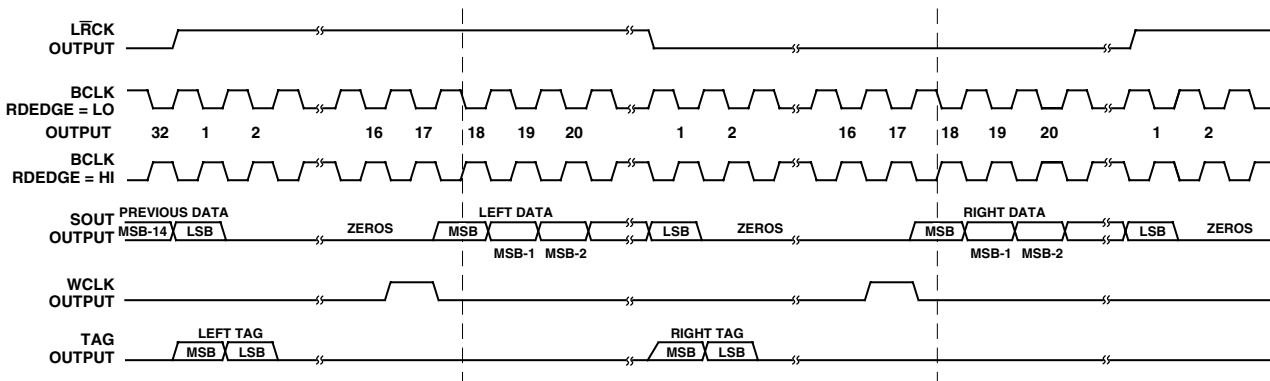 LRCK
OUTPUT
BCLK
RDEDGE = LO
OUTPUT 32 1 2 16 17 18 19 20 1 2 16 17 18 19 20 1 2
BCLK
RDEDGE = HI
PREVIOUS DATA LEFT DATA RIGHT DATA
SOUT
OUTPUT MSB-14 LSB ZEROS MSB LSB ZEROS MSB LSB ZEROS
MSB-1 MSB-2 MSB-1 MSB-2
WCLK
OUTPUT
LEFT TAG RIGHT TAG
TAG
OUTPUT MSB LSB MSB LSB